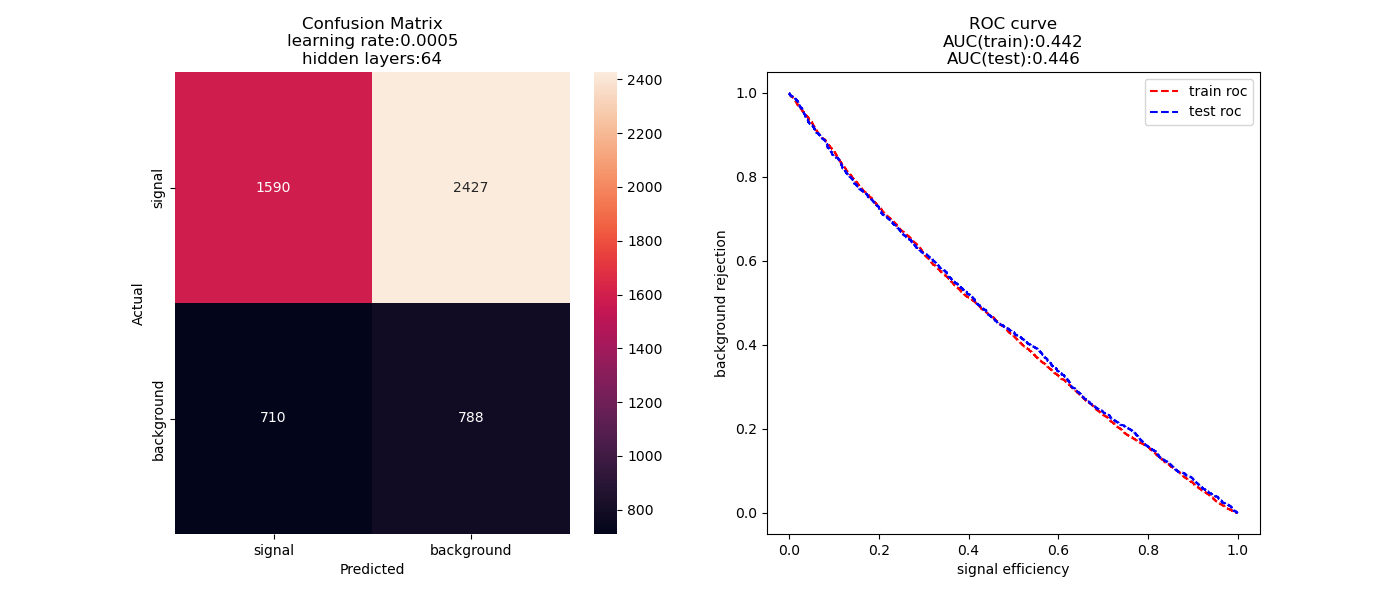 Confusion Matrix
learning rate:0.0005
hidden layers:64
signal
background
Actual
1590
2427
710
788
signal
background
Predicted
2400
2200
2000
1800
1600
1400
1200
1000
800
ROC curve
AUC(train):0.442
AUC(test):0.446
train roc
test roc
background rejection
1.0
0.8
0.6
0.4
0.2
0.0
0.0 0.2 0.4 0.6 0.8 1.0
signal efficiency